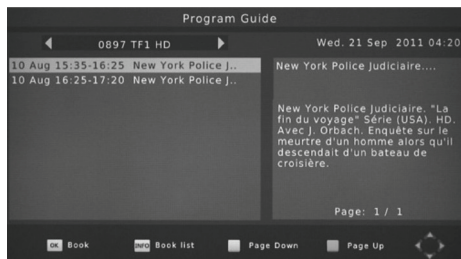 Program Guide
0897 TF1 HD
Wed. 21 Sep 2011 04:20
10 Aug 15:35-16:25 New York Police J..
10 Aug 16:25-17:20 New York Police J..
New York Police Judiciaire....
New York Police Judiciaire. "La
fin du voyage" Série (USA). HD.
Avec J. Orbach. Enquête sur le
meurtre d'un homme alors qu'il
descendait d'un bateau de
croisière.
Page: 1 / 1
OK Book
INFO Book list
Page Down
Page Up